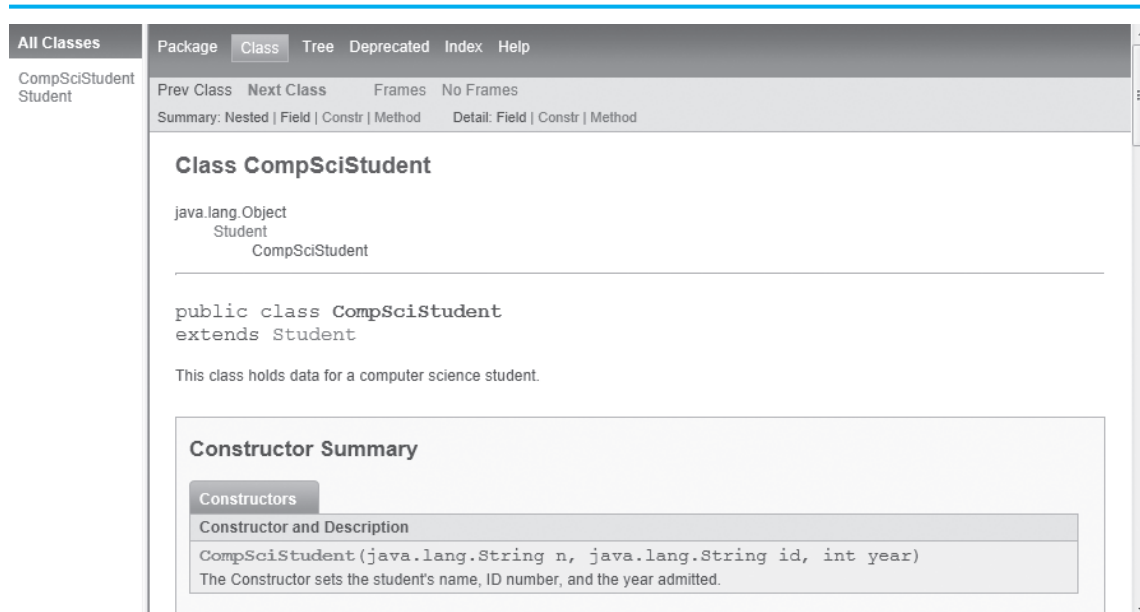 All Classes
CompSciStudent
Student
Package Class Tree Deprecated Index Help
Prev Class Next Class Frames No Frames
Summary: Nested | Field | Constr | Method Detail: Field | Constr | Method
Class CompSciStudent
java.lang.Object
Student
CompSciStudent
public class CompSciStudent
extends Student
This class holds data for a computer science student.
Constructor Summary
Constructors
Constructor and Description
CompSciStudent(java.lang.String n, java.lang.String id, int year)
The Constructor sets the student's name, ID number, and the year admitted.